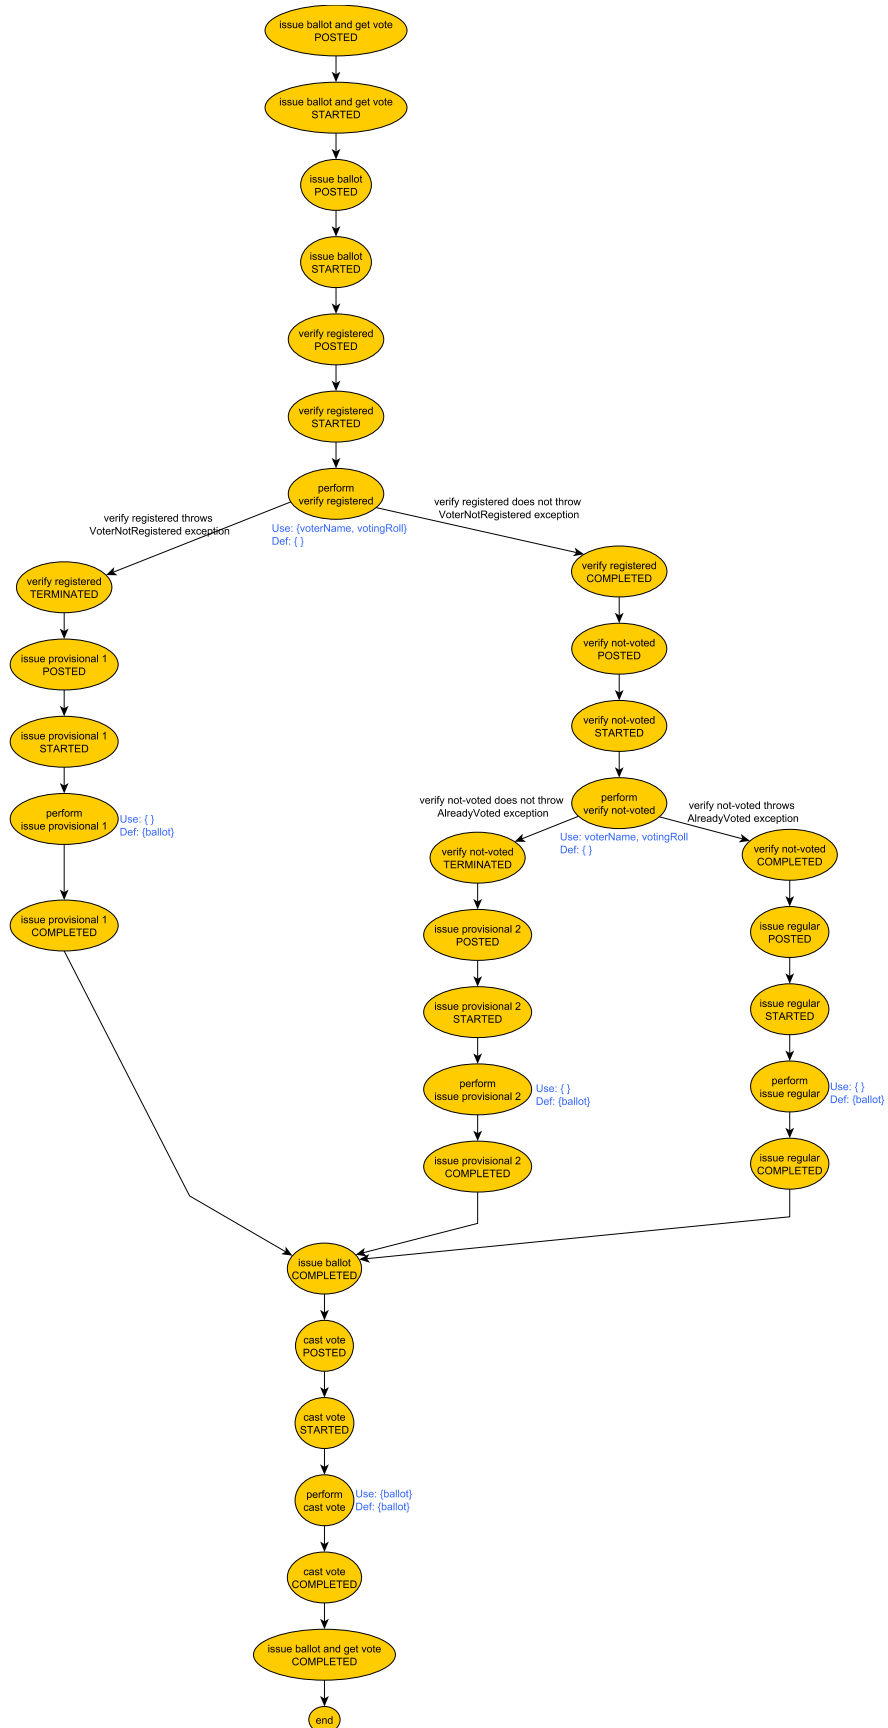 issue ballot and get vote
POSTED
issue ballot and get vote
STARTED
issue ballot
POSTED
issue ballot
STARTED
verify registered
POSTED
verify registered
STARTED
perform
verify registered
verify registered throws
VoterNotRegistered exception
verify registered does not throw
VoterNotRegistered exception
Use: {voterName, votingRoll}
Def: { }
verify registered
TERMINATED
issue provisional 1
POSTED
issue provisional 1
STARTED
perform
issue provisional 1
Use: { }
Def: {ballot}
issue provisional 1
COMPLETED
verify registered
COMPLETED
verify not-voted
POSTED
verify not-voted
STARTED
perform
verify not-voted
verify not-voted does not throw
AlreadyVoted exception
verify not-voted throws
AlreadyVoted exception
Use: voterName, votingRoll
Def: { }
verify not-voted
TERMINATED
issue provisional 2
POSTED
issue provisional 2
STARTED
perform
issue provisional 2
Use: { }
Def: {ballot}
issue provisional 2
COMPLETED
verify not-voted
COMPLETED
issue regular
POSTED
issue regular
STARTED
perform
issue regular
Use: { }
Def: {ballot}
issue regular
COMPLETED
issue ballot
COMPLETED
cast vote
POSTED
cast vote
STARTED
perform
cast vote
Use: {ballot}
Def: {ballot}
cast vote
COMPLETED
issue ballot and get vote
COMPLETED
end